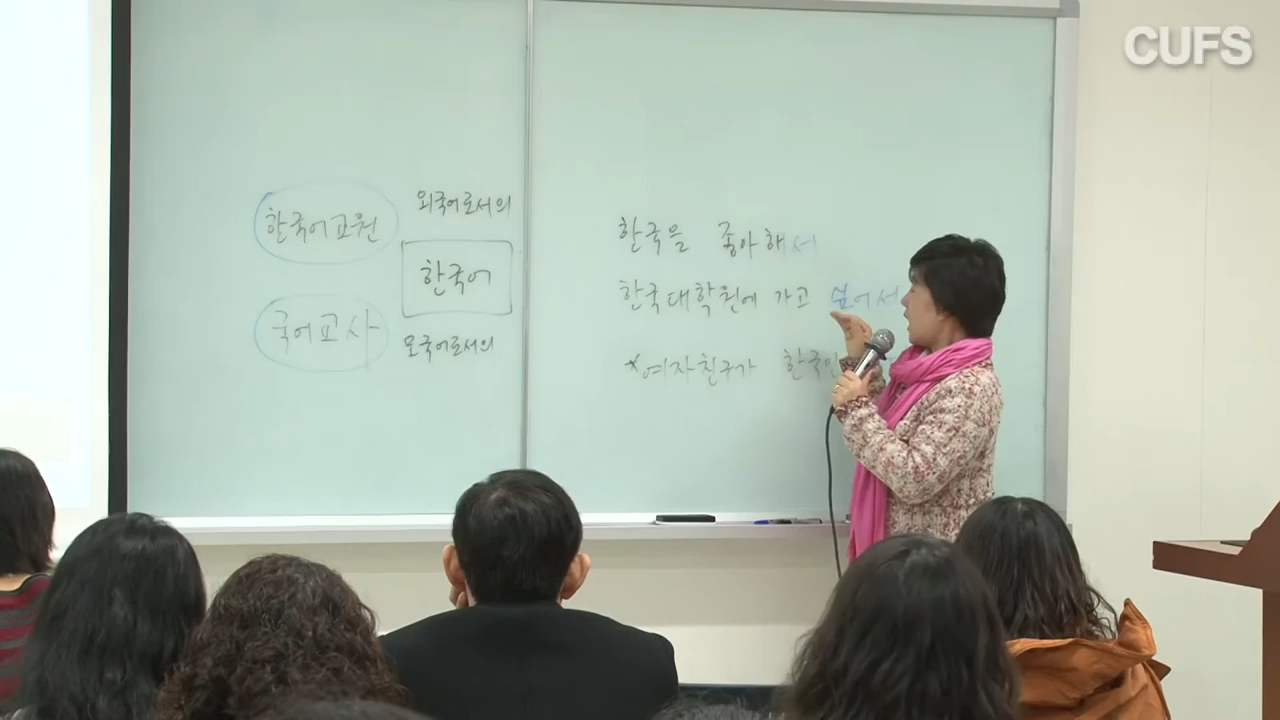 CUFS
한국어교원
외국어로서의
한국어
국어교사
모국어로서의
한국을 좋아해서
한국대학원에 가고 싶어서
*여자친구가 한국인